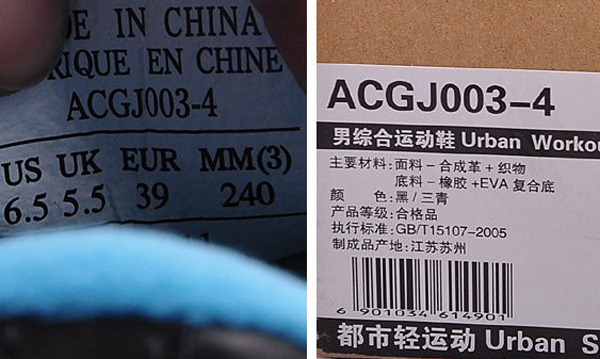 DE IN CHINA
RIQUE EN CHINE
ACGJ003-4
US UK EUR MM(3)
6.5 5.5 39 240
ACGJ003-4
男综合运动鞋 Urban Workou
主要材料: 面料-合成革+织物
底料-橡胶+EVA 复合底
颜 色: 黑/三青
产品等级: 合格品
执行标准: GB/T15107-2005
制成品产地: 江苏苏州
6 901034 614901
都市轻运动 Urban S